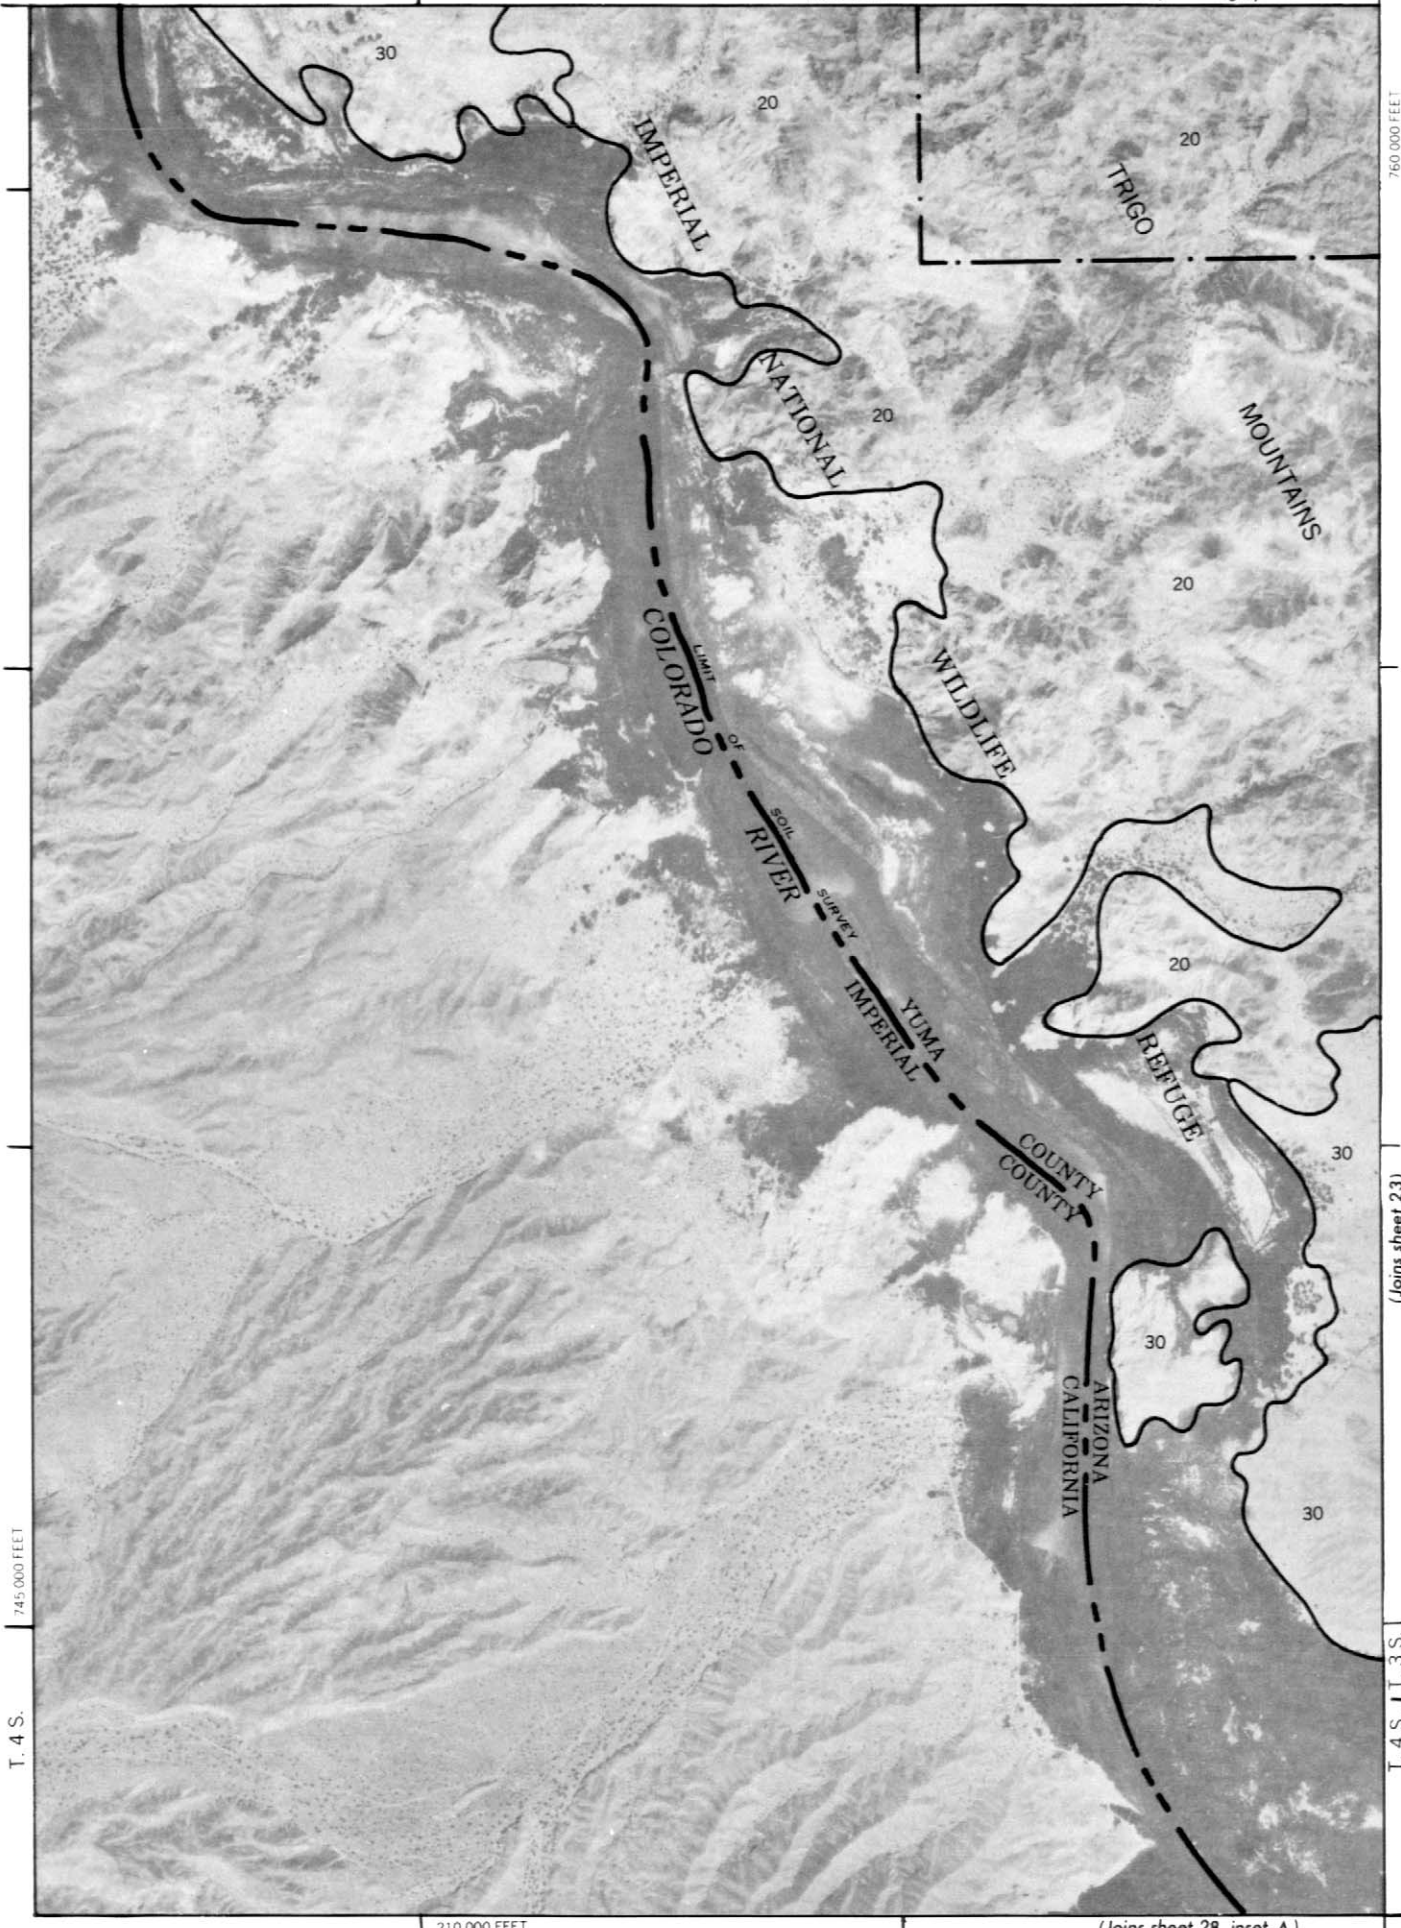 760 000 FEET
30
20
20
IMPERIAL
TRIGO
NATIONAL
20
MOUNTAINS
20
COLORADO
LIMIT
OF
WILDLIFE
SOIL
RIVER
SURVEY
20
YUMA
IMPERIAL
REFUGE
30
COUNTY
COUNTY
(Joins sheet 23)
30
ARIZONA
CALIFORNIA
30
745 000 FEET
T. 4 S.
T. 4 S. T. 3 S.
210 000 FEET
(Joins sheet 28, inset A)